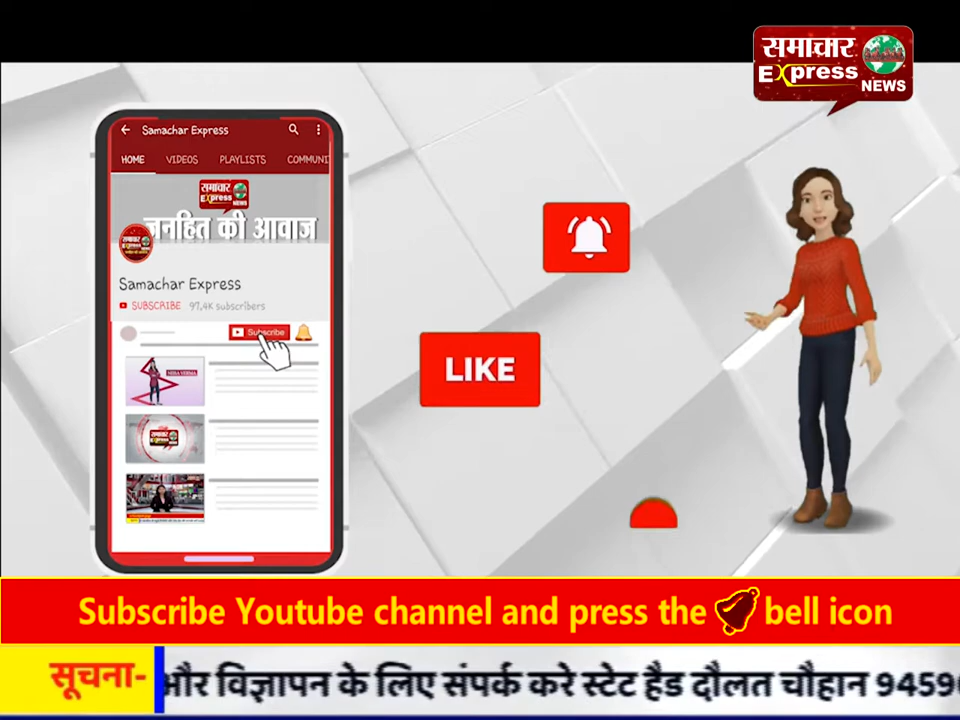 समाचार
Express
NEWS
Samachar Express
HOME VIDEOS PLAYLISTS COMMUNI
समाचार
Express
NEWS
जनहित की आवाज
Samachar Express
SUBSCRIBE 97.4K subscribers
Subscribe
LIKE
Subscribe Youtube channel and press the bell icon
सूचना- और विज्ञापन के लिए संपर्क करे स्टेट हैड दौलत चौहान 9459